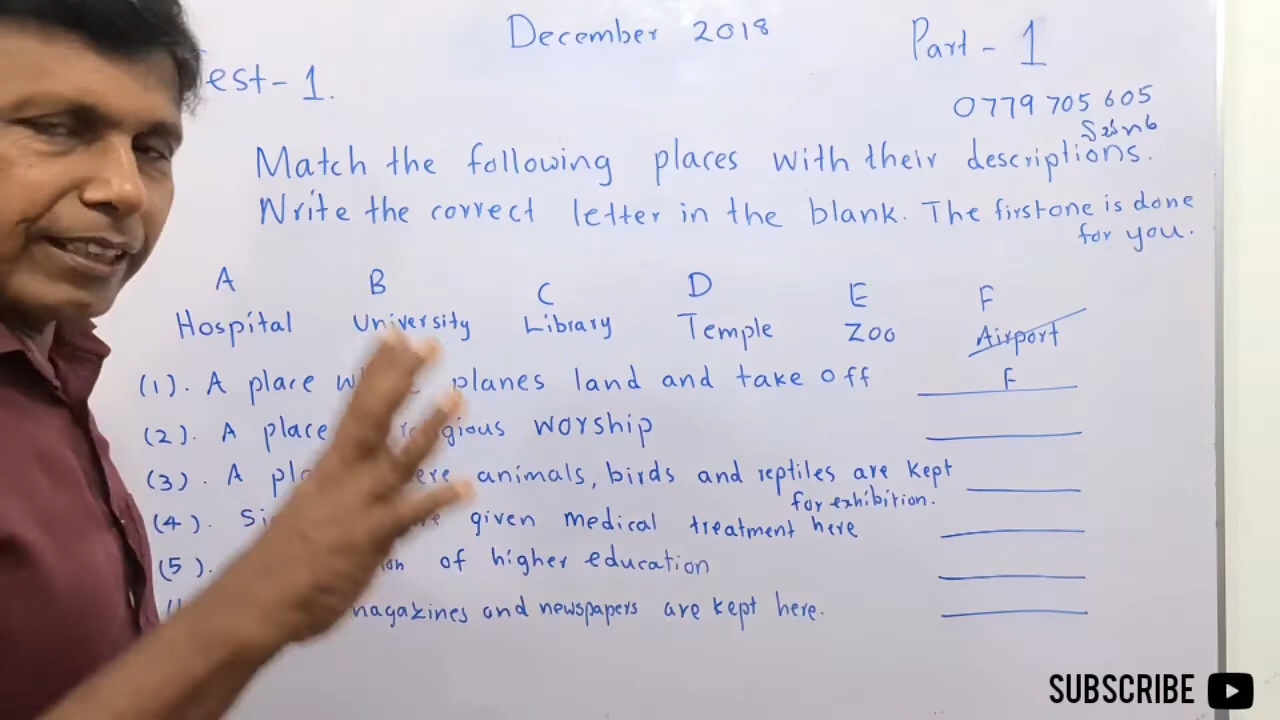 December 2018
Part - 1
Test - 1.
0779 705 605
Match the following places with their descriptions.
Write the correct letter in the blank. The first one is done
for you.
A B C D E F
Hospital University Library Temple Zoo Airport
(1). A place planes land and take off F
(2). A place religious worship
(3). A animals, birds and reptiles are kept
for exhibition.
(4). given medical treatment here
(5). of higher education
magazines and newspapers are kept here.
SUBSCRIBE